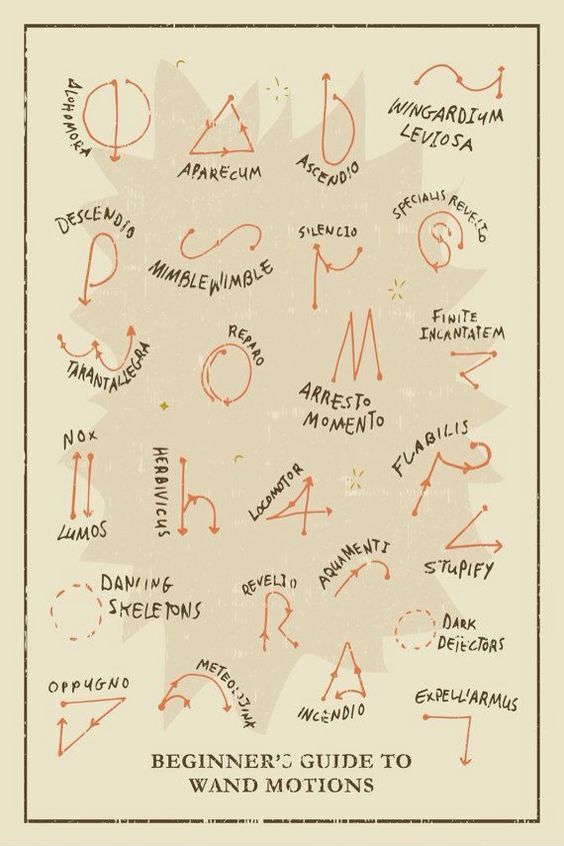 ALOHOMORA
APARECUM
ASCENDIO
WINGARDIUM
LEVIOSA
DESCENDIO
MIMBLEWIMBLE
SILENCIO
SPECIALIS REVELIO
TARANTALLEGRA
REPARO
ARRESTO
MOMENTO
FINITE
INCANTATEM
NOX
LUMOS
HERBIVICUS
LOCOMOTOR
FLABILIS
STUPIFY
DANCING
SKELETONS
REVELIO
AQUAMENTI
DARK
DETECTORS
OPPUGNO
METEOLOJINX
INCENDIO
EXPELLIARMUS
BEGINNER'S GUIDE TO
WAND MOTIONS